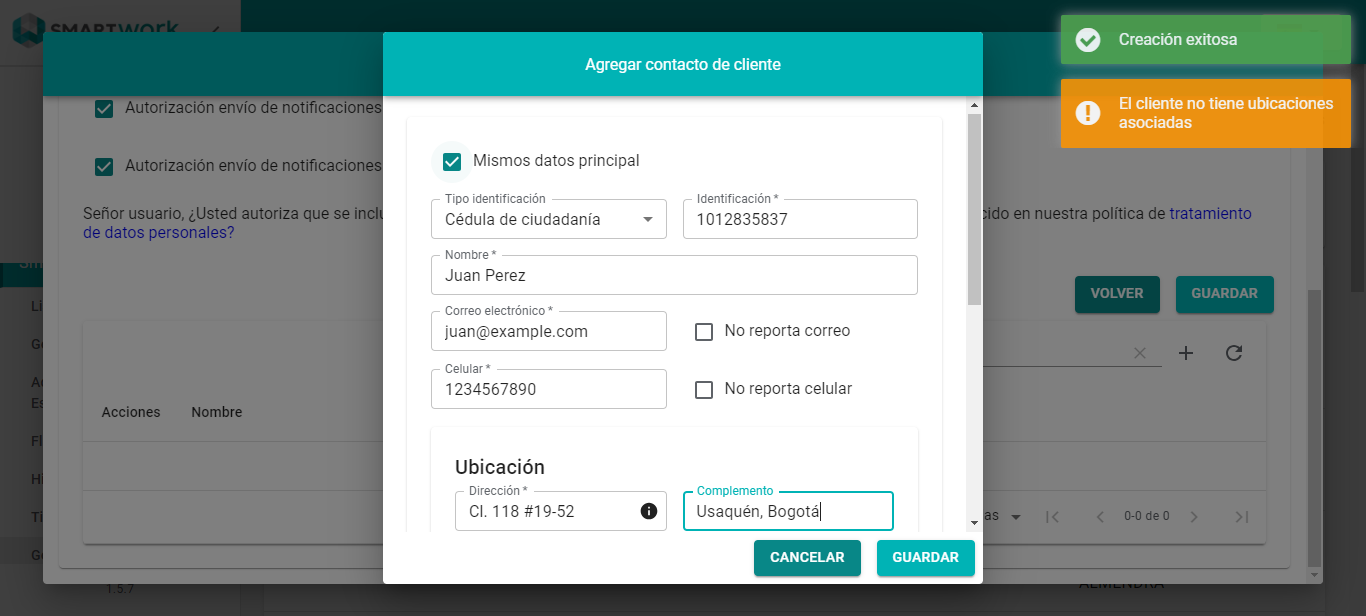 SMARTWORK
Agregar contacto de cliente
Creación exitosa
El cliente no tiene ubicaciones
asociadas
Autorización envío de notificaciones
Autorización envío de notificaciones
Señor usuario, ¿Usted autoriza que se
cido en nuestra política de tratamiento
de datos personales?
Mismos datos principal
Tipo identificación
Cédula de ciudadanía
Identificación *
1012835837
Nombre *
Juan Perez
Correo electrónico *
juan@example.com
No reporta correo
Celular *
1234567890
No reporta celular
VOLVER
GUARDAR
Acciones
Nombre
Ubicación
Dirección *
Cl. 118 #19-52
Complemento
Usaquén, Bogotá
as
0-0 de 0
CANCELAR
GUARDAR
1.5.7